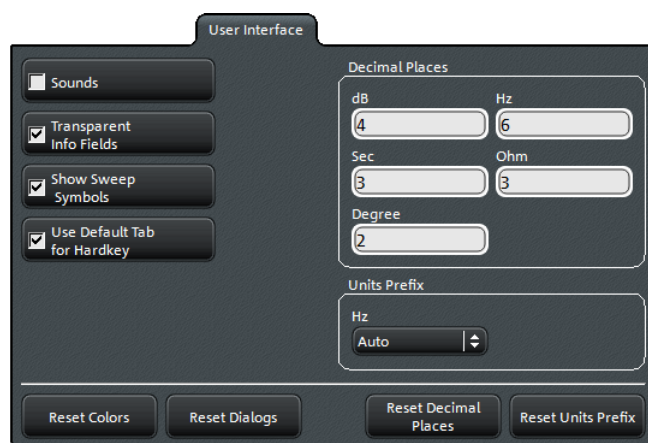 User Interface
Sounds
Transparent
Info Fields
Show Sweep
Symbols
Use Default Tab
for Hardkey
Decimal Places
dB
Hz
4
6
Sec
Ohm
3
3
Degree
2
Units Prefix
Hz
Auto
Reset Colors
Reset Dialogs
Reset Decimal
Places
Reset Units Prefix